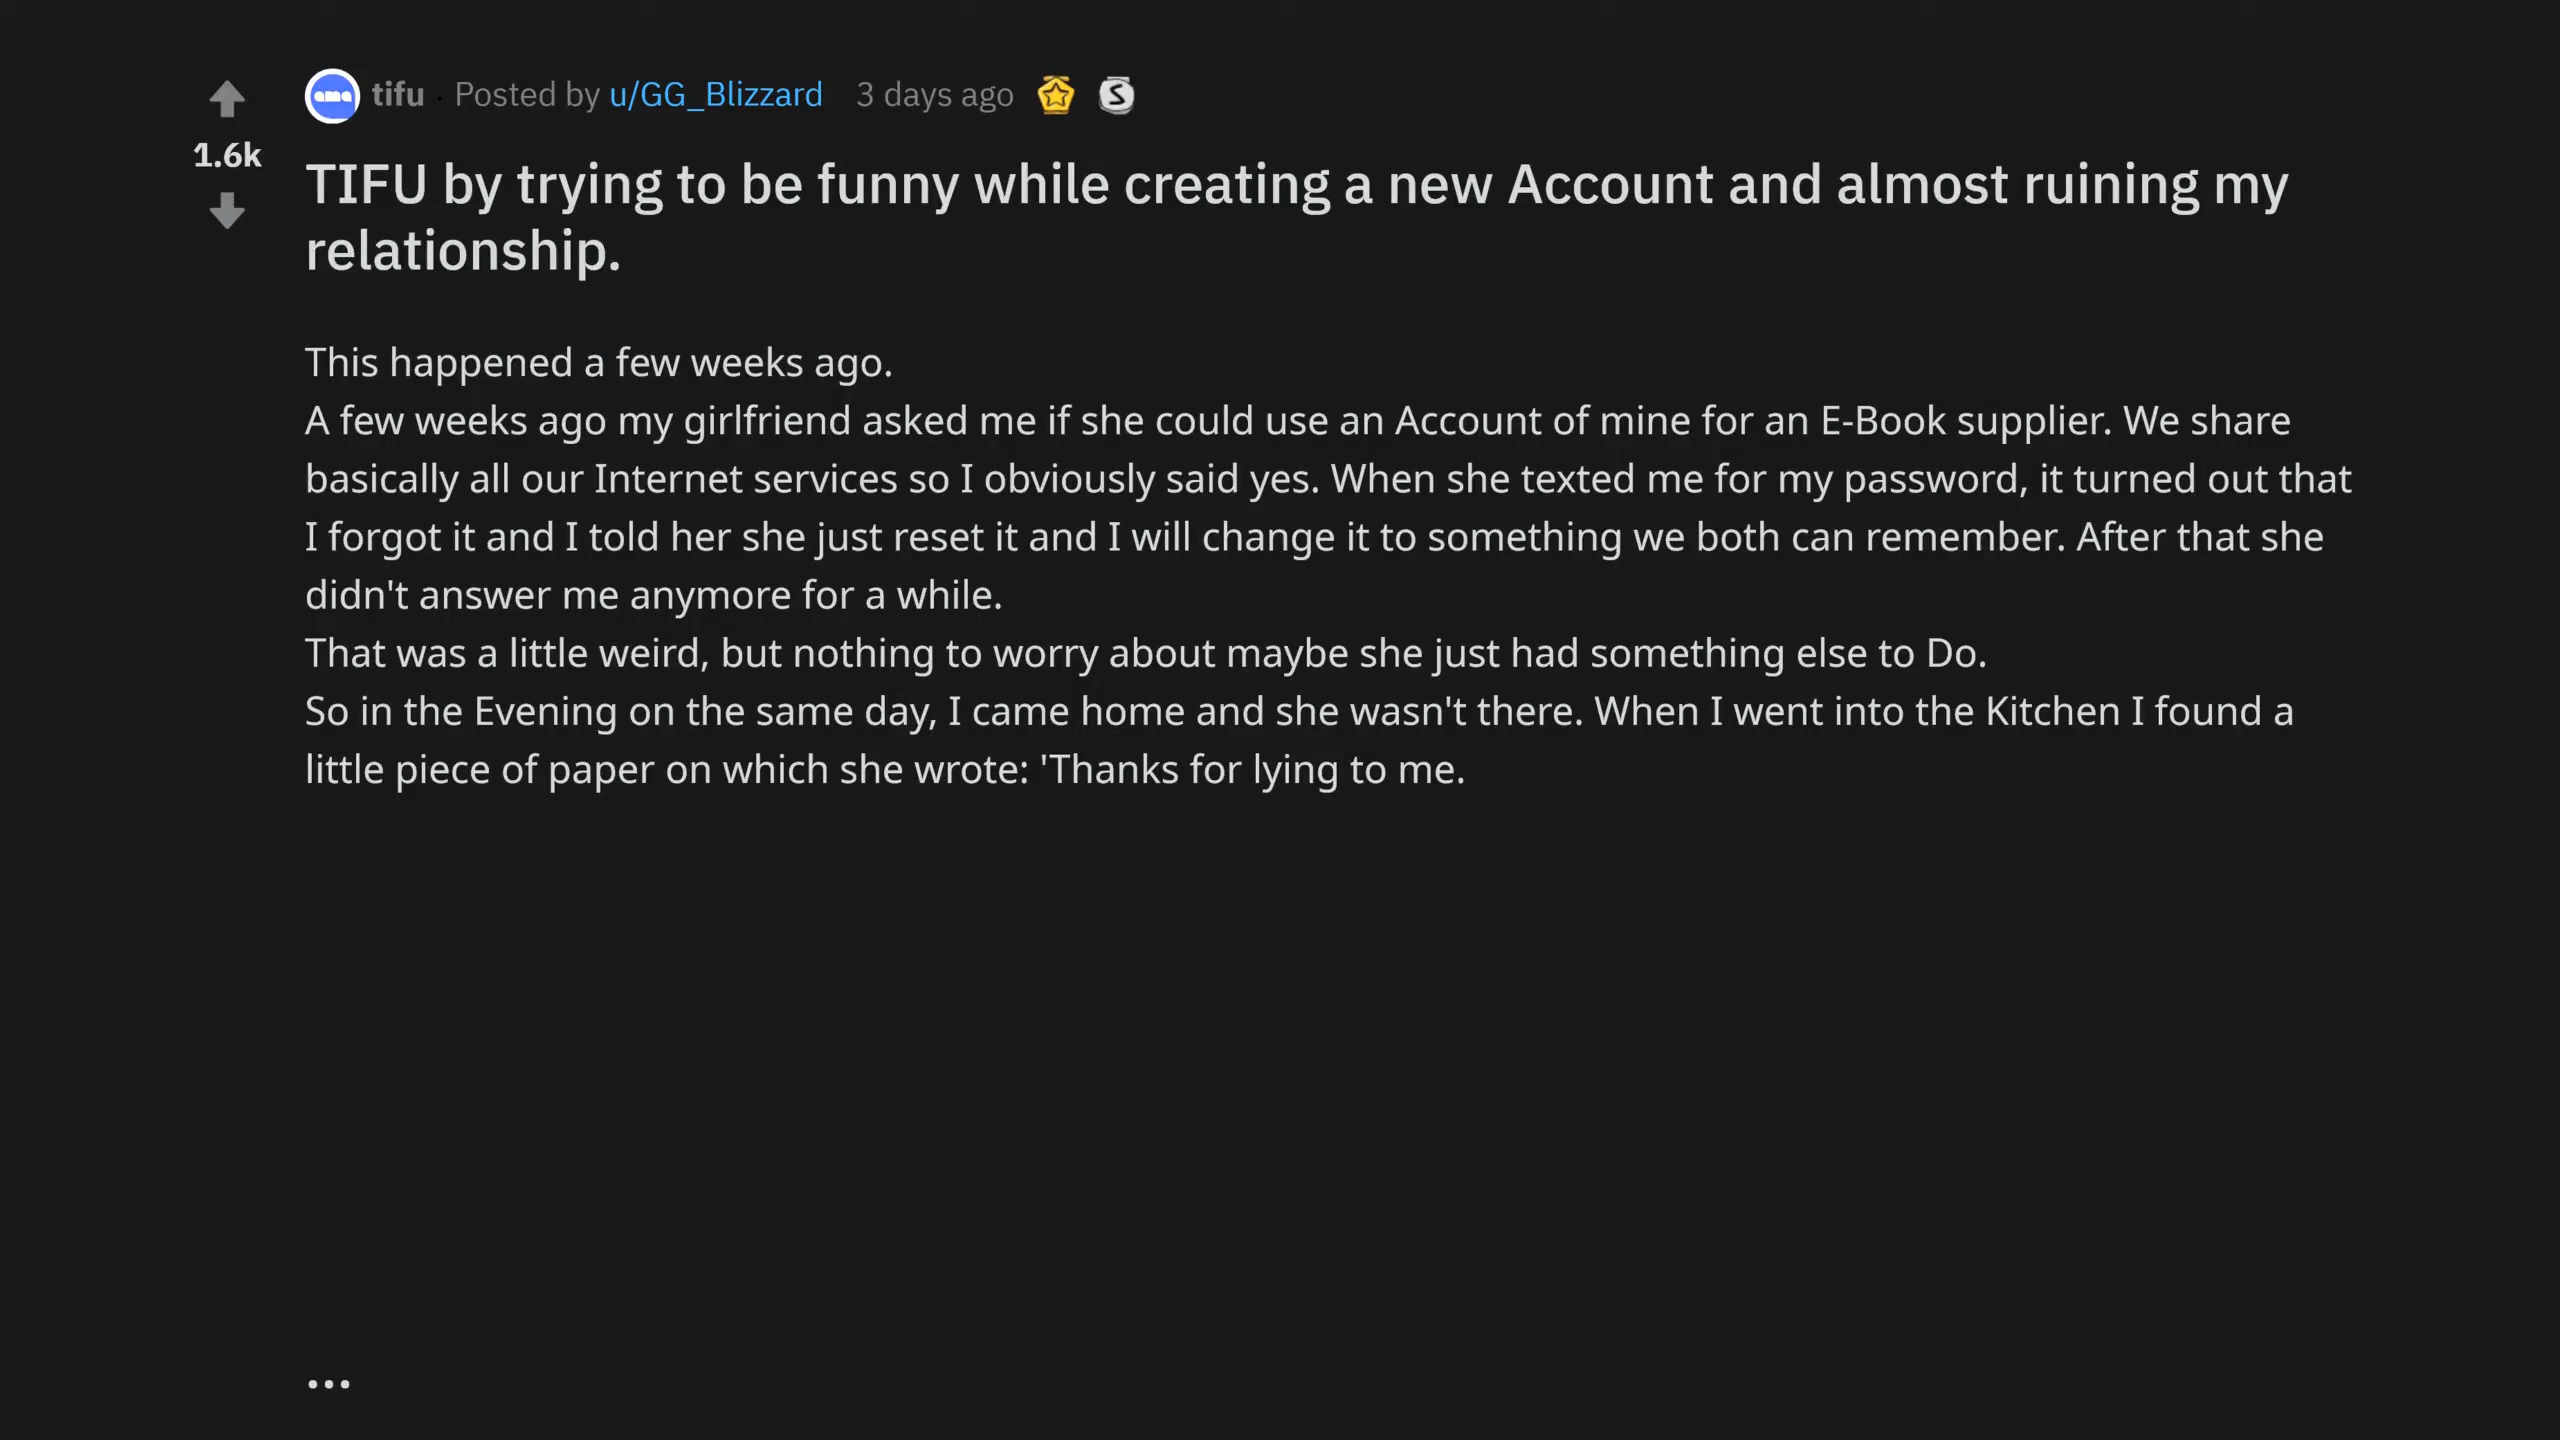 ama tifu · Posted by u/GG_Blizzard 3 days ago S
1.6k
TIFU by trying to be funny while creating a new Account and almost ruining my
relationship.
This happened a few weeks ago.
A few weeks ago my girlfriend asked me if she could use an Account of mine for an E-Book supplier. We share
basically all our Internet services so I obviously said yes. When she texted me for my password, it turned out that
I forgot it and I told her she just reset it and I will change it to something we both can remember. After that she
didn't answer me anymore for a while.
That was a little weird, but nothing to worry about maybe she just had something else to Do.
So in the Evening on the same day, I came home and she wasn't there. When I went into the Kitchen I found a
little piece of paper on which she wrote: 'Thanks for lying to me.
...